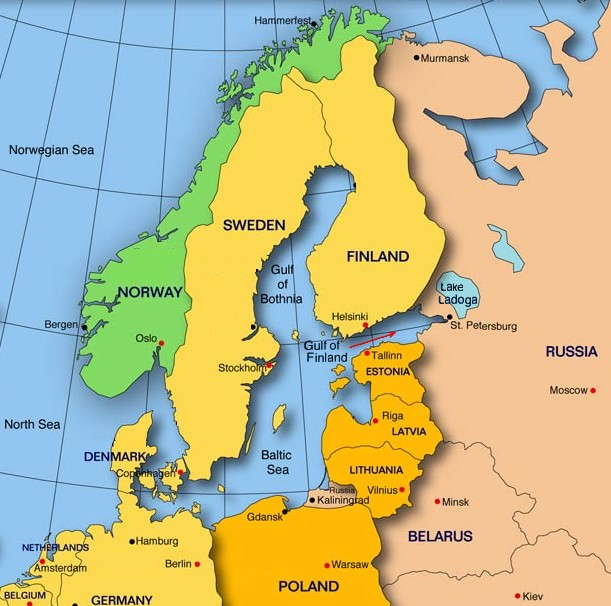 Hammerfest
Murmansk
Norwegian Sea
SWEDEN
FINLAND
Gulf
of
Bothnia
NORWAY
Lake
Ladoga
Bergen
Oslo
Helsinki
St. Petersburg
Gulf of
Finland
Tallinn
Stockholm
ESTONIA
RUSSIA
Moscow
North Sea
Riga
LATVIA
DENMARK
Copenhagen
Baltic
Sea
LITHUANIA
Russia
Vilnius
Kaliningrad
Minsk
Gdansk
BELARUS
Hamburg
NETHERLANDS
Amsterdam
Berlin
Warsaw
POLAND
BELGIUM
GERMANY
Kiev